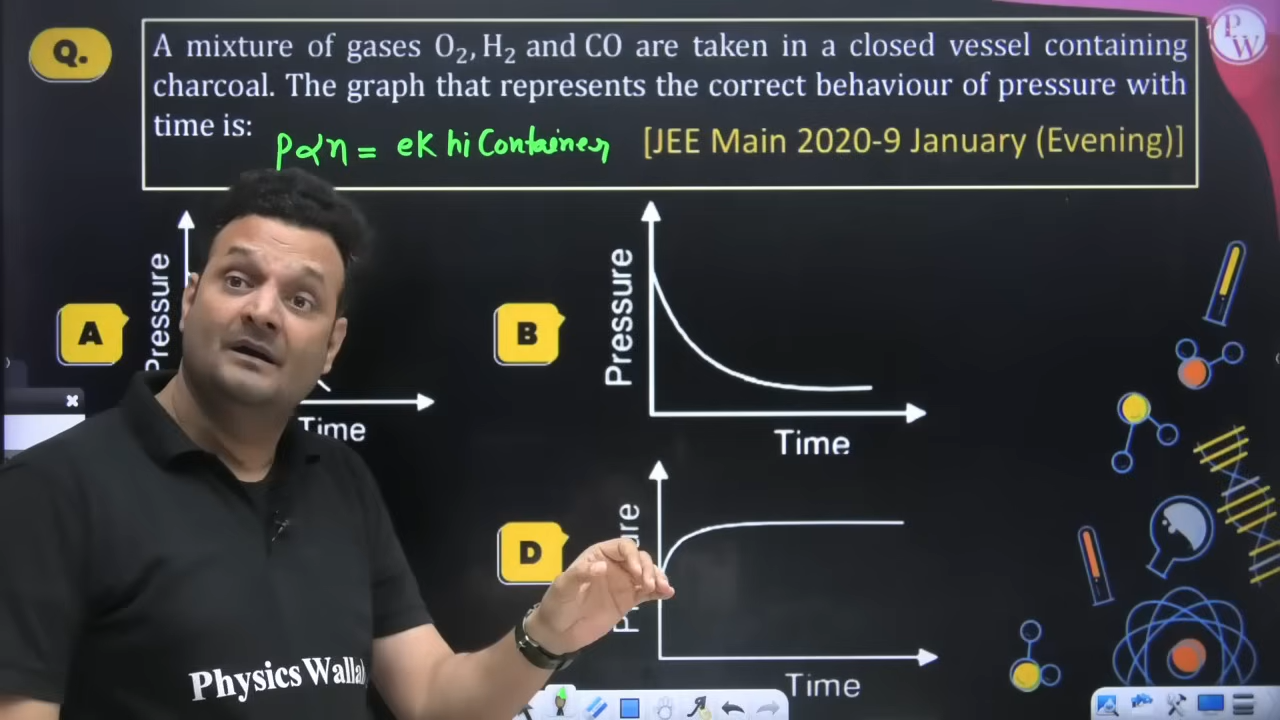 Q.
A mixture of gases O₂, H₂ and CO are taken in a closed vessel containing
charcoal. The graph that represents the correct behaviour of pressure with
time is:
P∝n = ek hi Container
[JEE Main 2020-9 January (Evening)]
PW
A
Pressure
Time
B
Pressure
Time
D
Time
Physics Walla